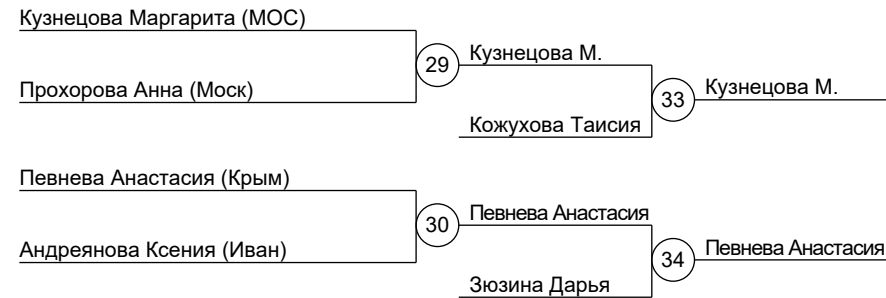 Кузнецова Маргарита (МОС)
29
Кузнецова М.
Прохорова Анна (Моск)
33
Кузнецова М.
Кожухова Таисия
Певнева Анастасия (Крым)
30
Певнева Анастасия
Андреянова Ксения (Иван)
34
Певнева Анастасия
Зюзина Дарья